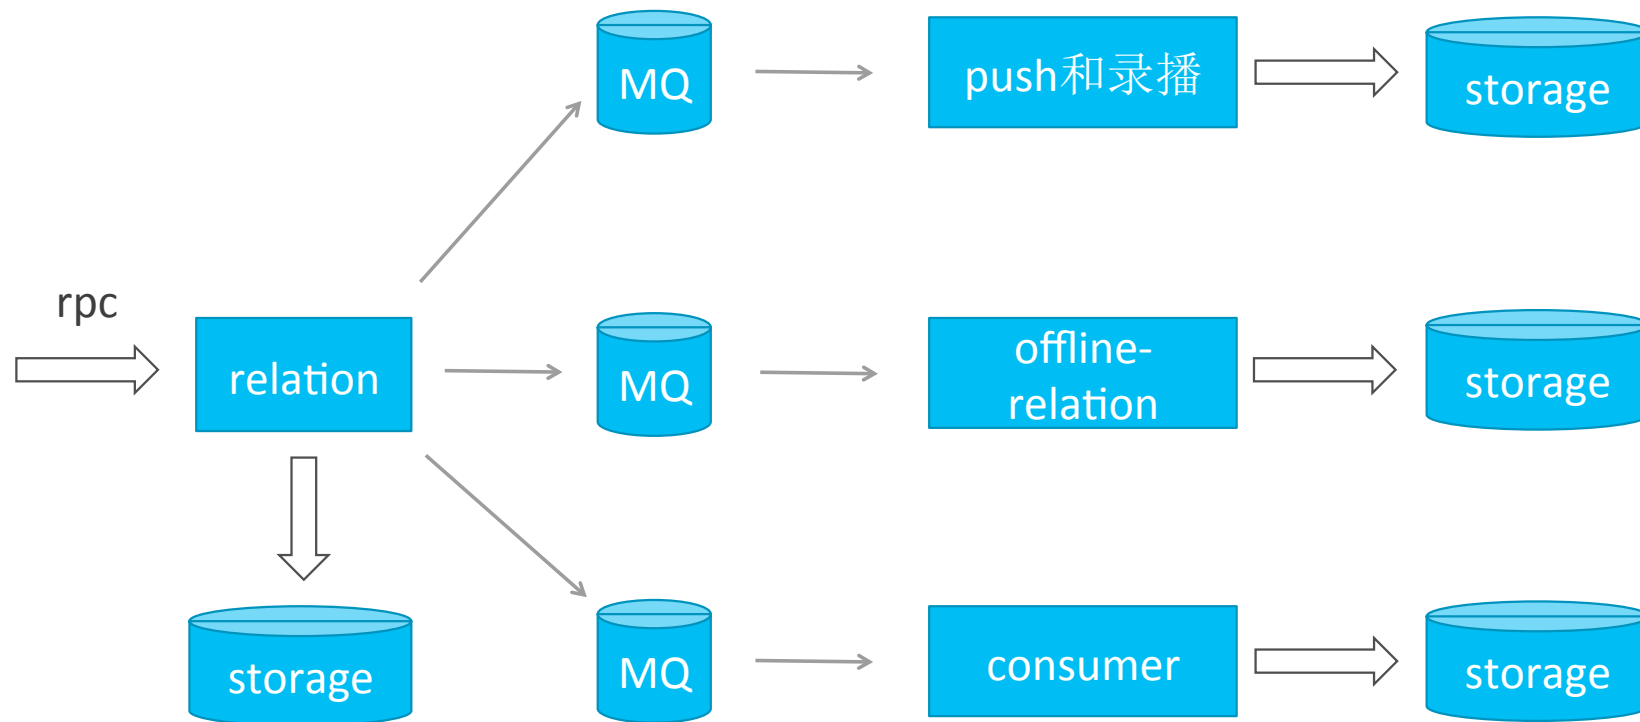 MQ
push和录播
storage
rpc
relation
MQ
offline-
relation
storage
storage
MQ
consumer
storage